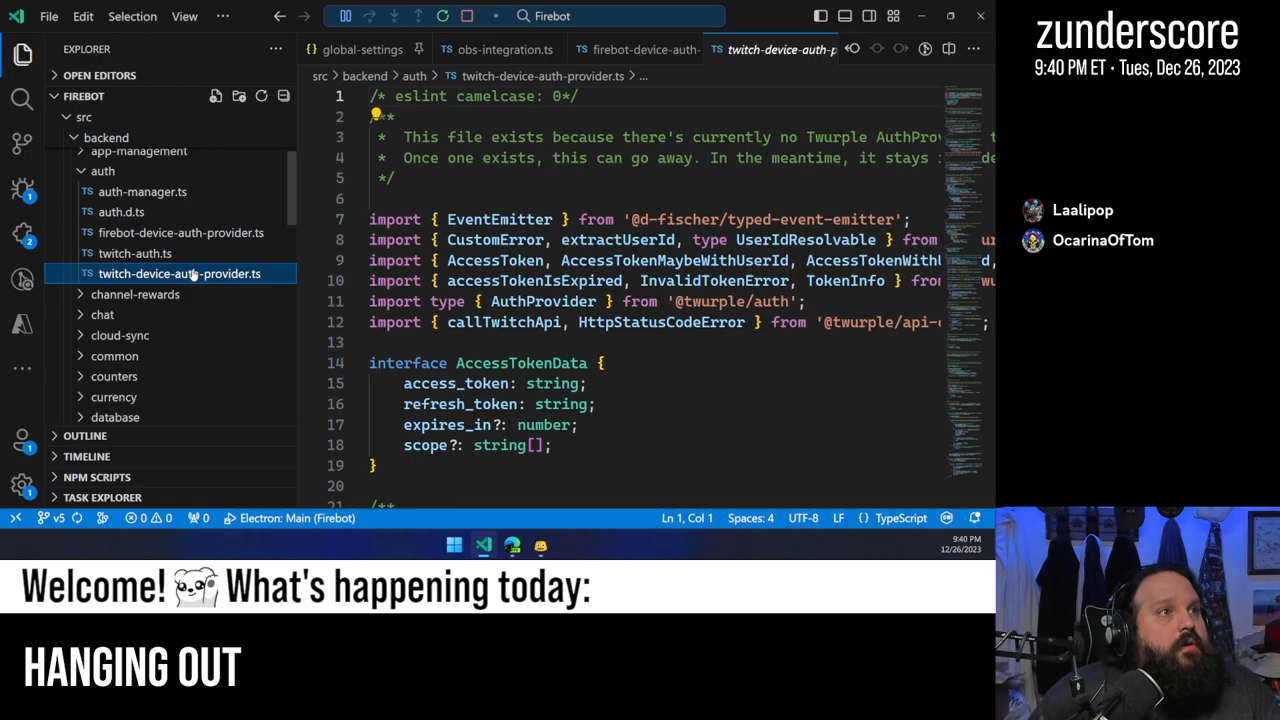 File Edit Selection View ··· Firebot
EXPLORER
OPEN EDITORS
FIREBOT
src
backend
app-management
auth
auth-manager.ts
auth.d.ts
firebot-device-auth-provider.ts
twitch-auth.ts
twitch-device-auth-provider.ts
channel-rewards
chat
cloud-sync
common
counters
currency
database
OUTLINE
TIMELINE
NPM SCRIPTS
TASK EXPLORER
1
2
1
1
global-settings. obs-integration.ts firebot-device-auth- twitch-device-auth-p
src > backend > auth > twitch-device-auth-provider.ts > ...
1 /* eslint camelcase: 0*/
2 /**
3 * This file exists because there's currently no Twurple AuthPro
4 * Once one exists, this can go away. In the meantime, it stays
5 */
6
7 import { EventEmitter } from '@d-fischer/typed-event-emitter';
8 import { CustomError, extractUserId, type UserIdResolvable } from
9 import { AccessToken, AccessTokenMaybeWithUserId, AccessTokenWithU
10 accessTokenIsExpired, InvalidTokenError, TokenInfo } from
11 import type { AuthProvider } from '@twurple/auth';
12 import { callTwitchApi, HttpStatusCodeError } from '@twurple/api-c
13
14 interface AccessTokenData {
15 access_token: string;
16 refresh_token: string;
17 expires_in?: number;
18 scope?: string[];
19 }
20
21 /**
v5 0 0 0 Electron: Main (Firebot) Ln 1, Col 1 Spaces: 4 UTF-8 LF { } TypeScript
9:40 PM
12/26/2023
zunderscore
9:40 PM ET • Tues, Dec 26, 2023
Laalipop
OcarinaOfTom
Welcome! What's happening today:
HANGING OUT